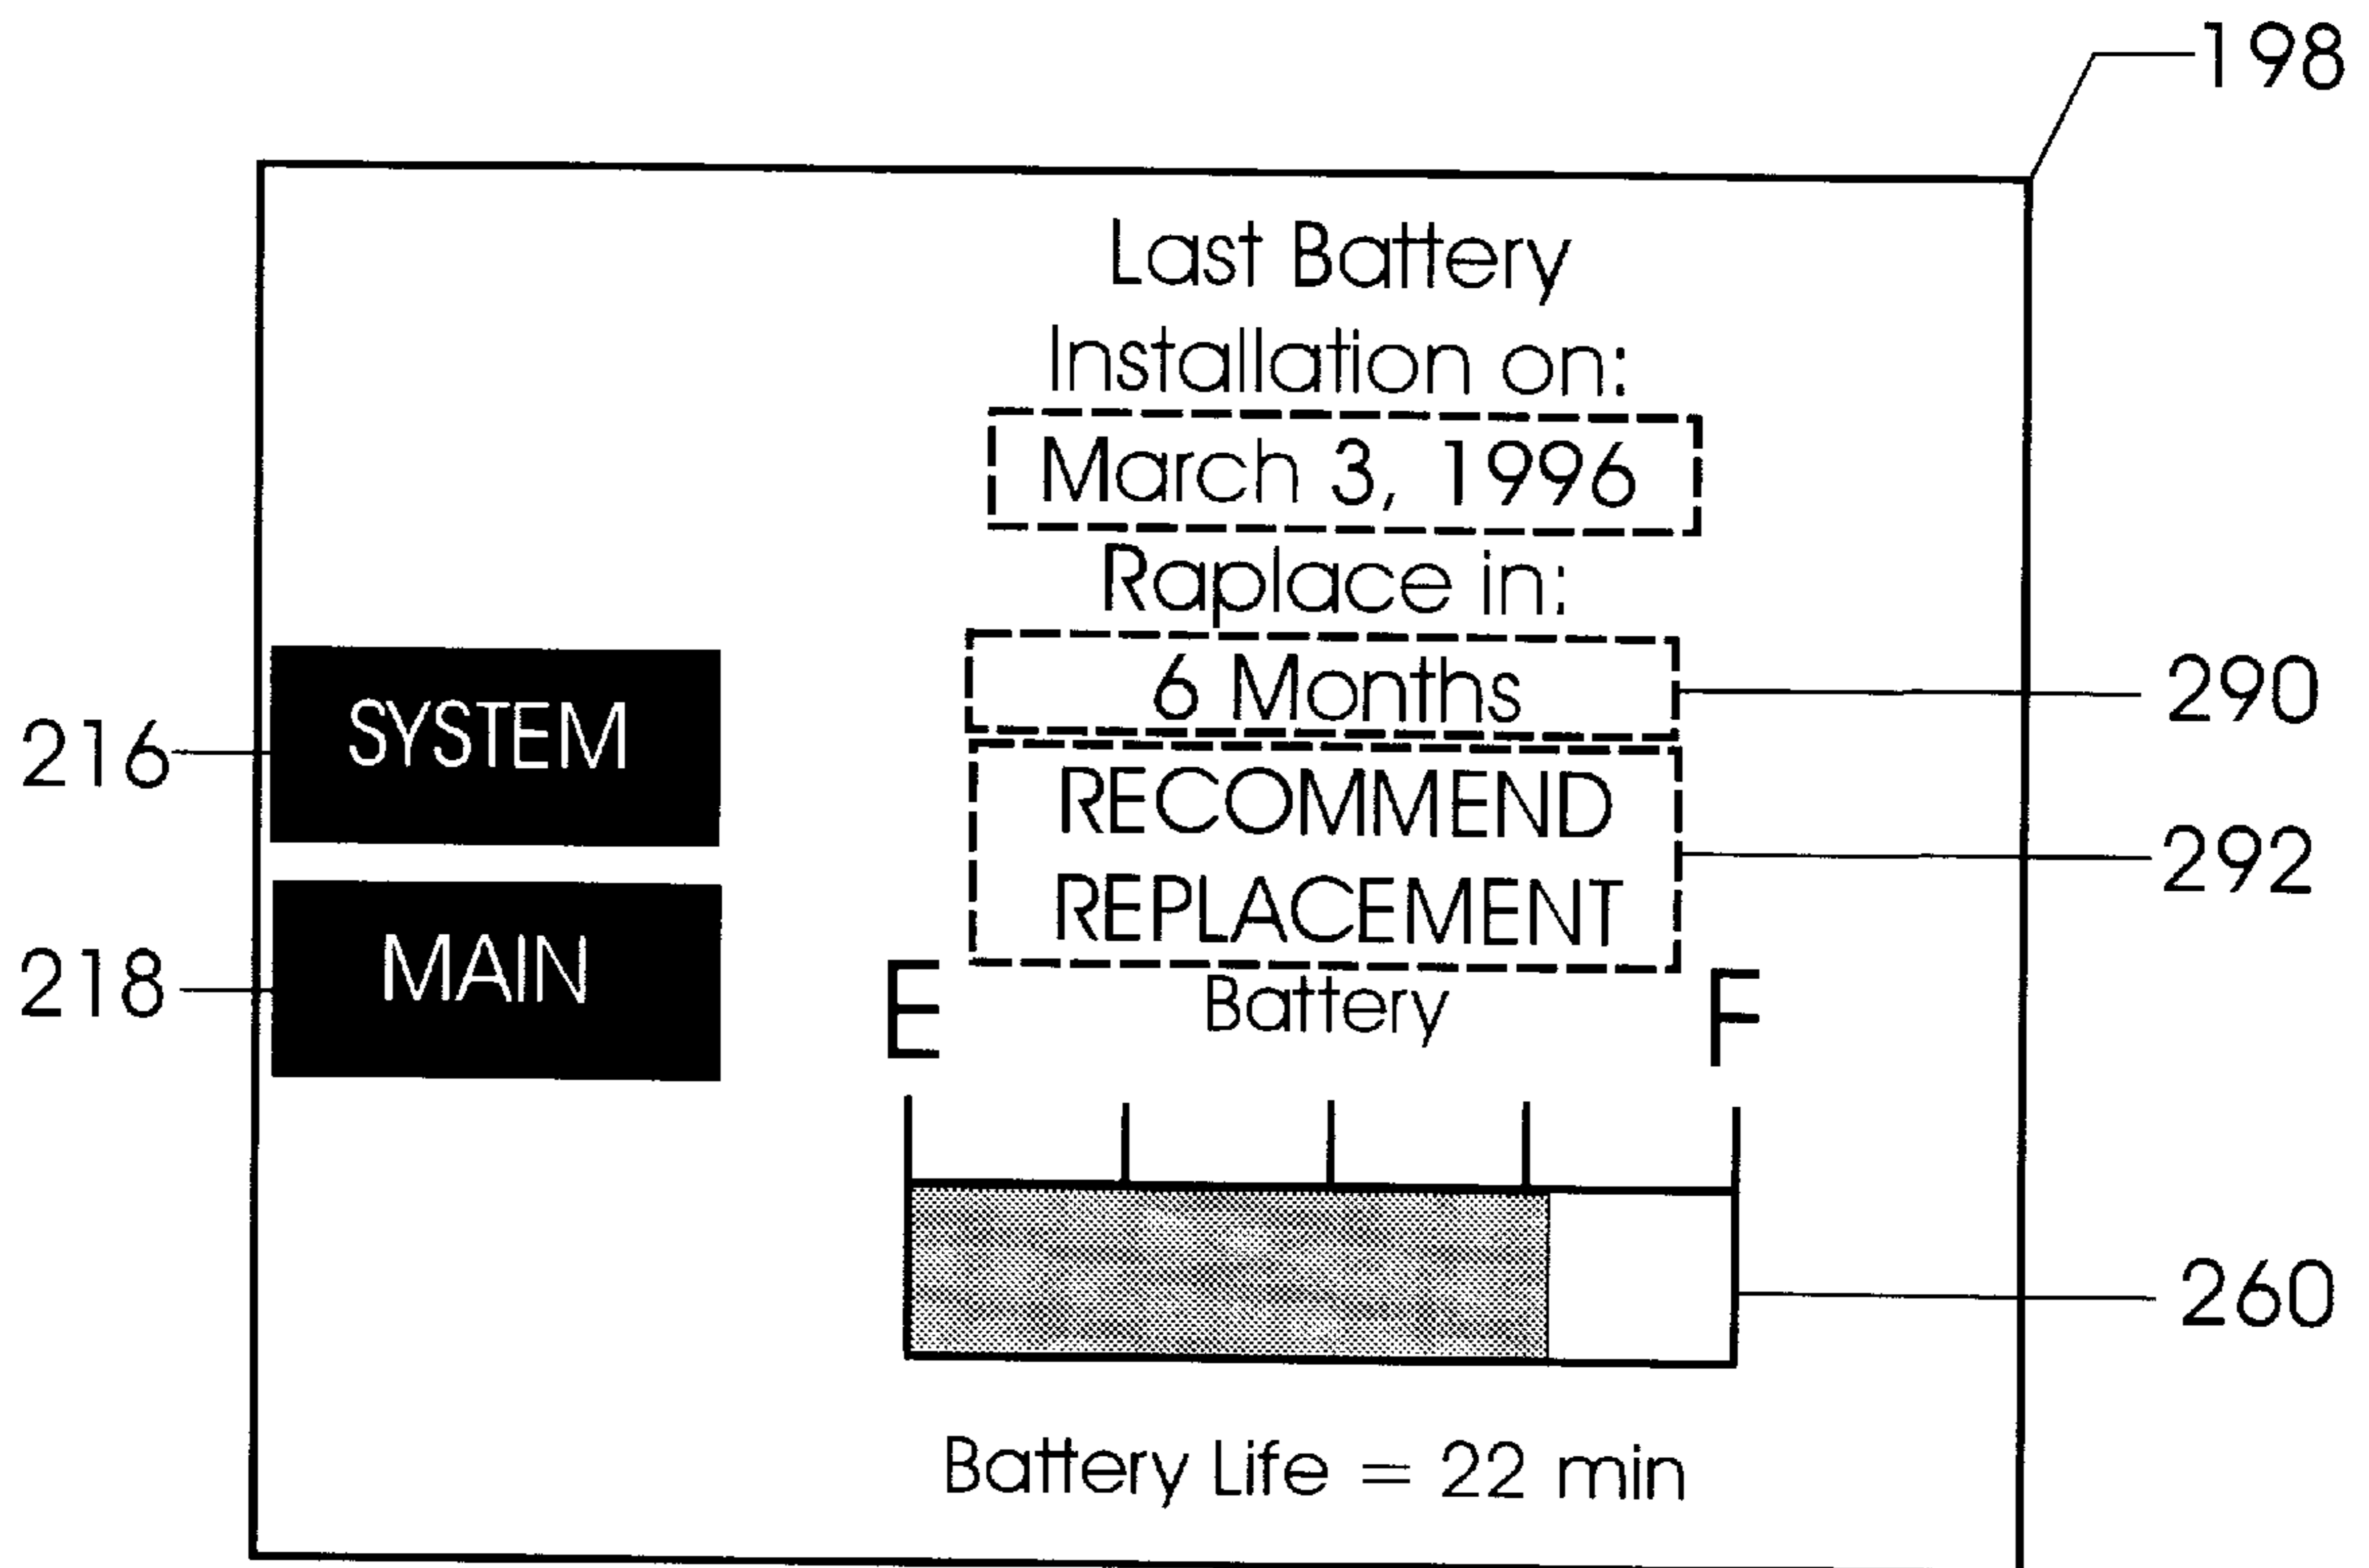 198
Last Battery
Installation on:
March 3, 1996
Raplace in:
6 Months
290
SYSTEM
216
RECOMMEND
REPLACEMENT
292
MAIN
218
E
Battery
F
260
Battery Life = 22 min